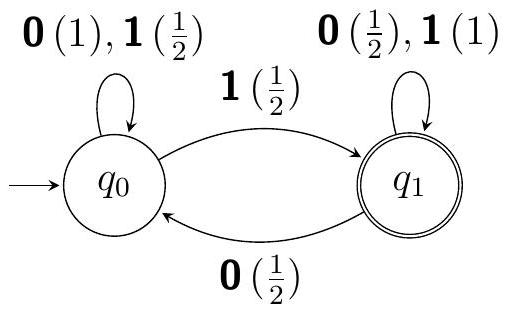 0 (1), 1 (1/2)
0 (1/2), 1 (1)
1 (1/2)
q₀
q₁
0 (1/2)